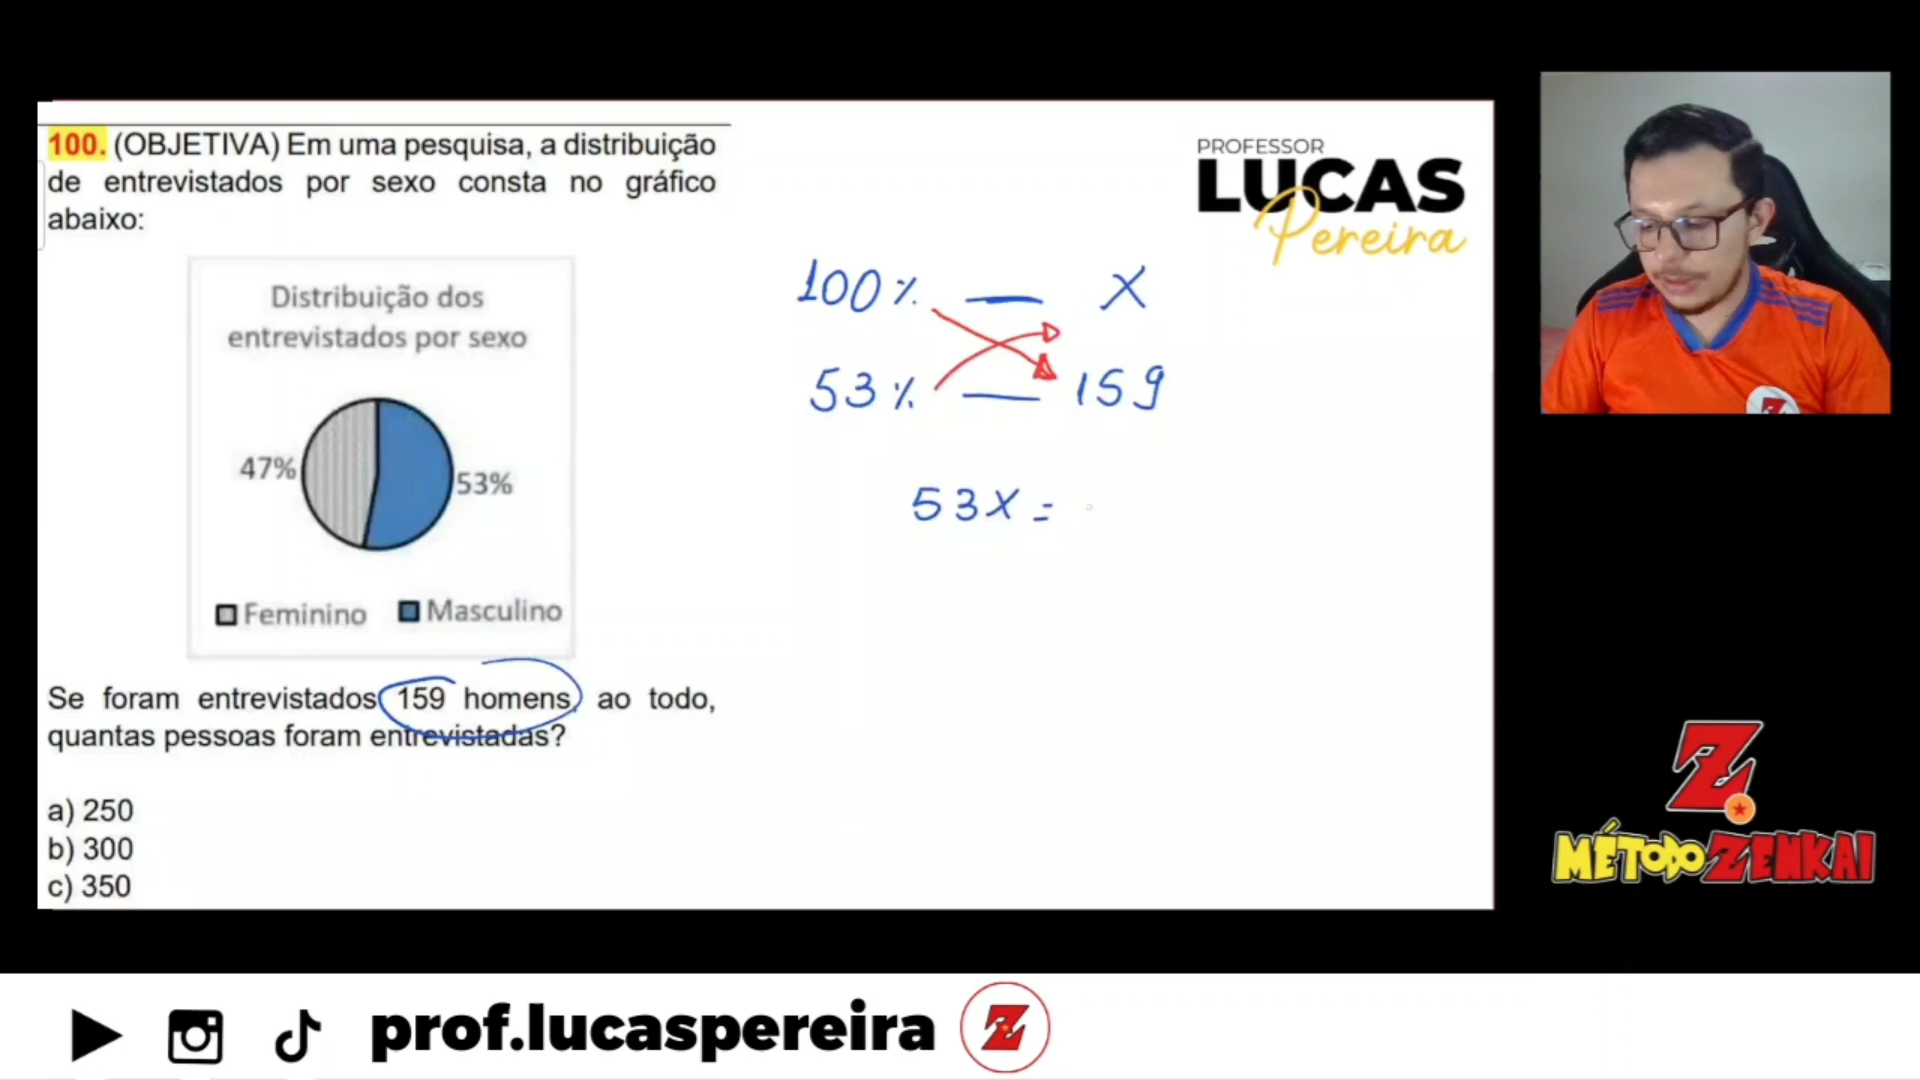 100. (OBJETIVA) Em uma pesquisa, a distribuição
de entrevistados por sexo consta no gráfico
abaixo:
Distribuição dos
entrevistados por sexo
47%
53%
Feminino
Masculino
Se foram entrevistados 159 homens, ao todo,
quantas pessoas foram entrevistadas?
a) 250
b) 300
c) 350
100% — X
53% — 159
53X =
PROFESSOR
LUCAS
Pereira
Z
MÉTODO ZENKAI
prof.lucaspereira
Z